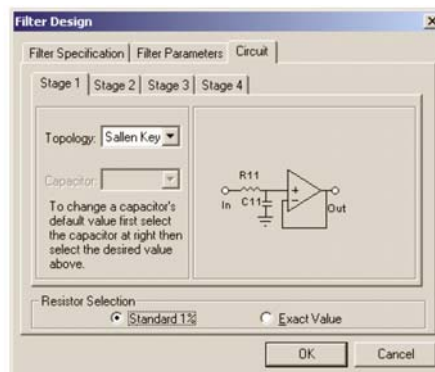 Filter Design
Filter Specification Filter Parameters Circuit
Stage 1 Stage 2 Stage 3 Stage 4
Topology: Sallen Key
Capacitor:
To change a capacitor's
default value first select
the capacitor at right then
select the desired value
above.
R11
C11
In
Out
Resistor Selection
Standard 1% Exact Value
OK Cancel